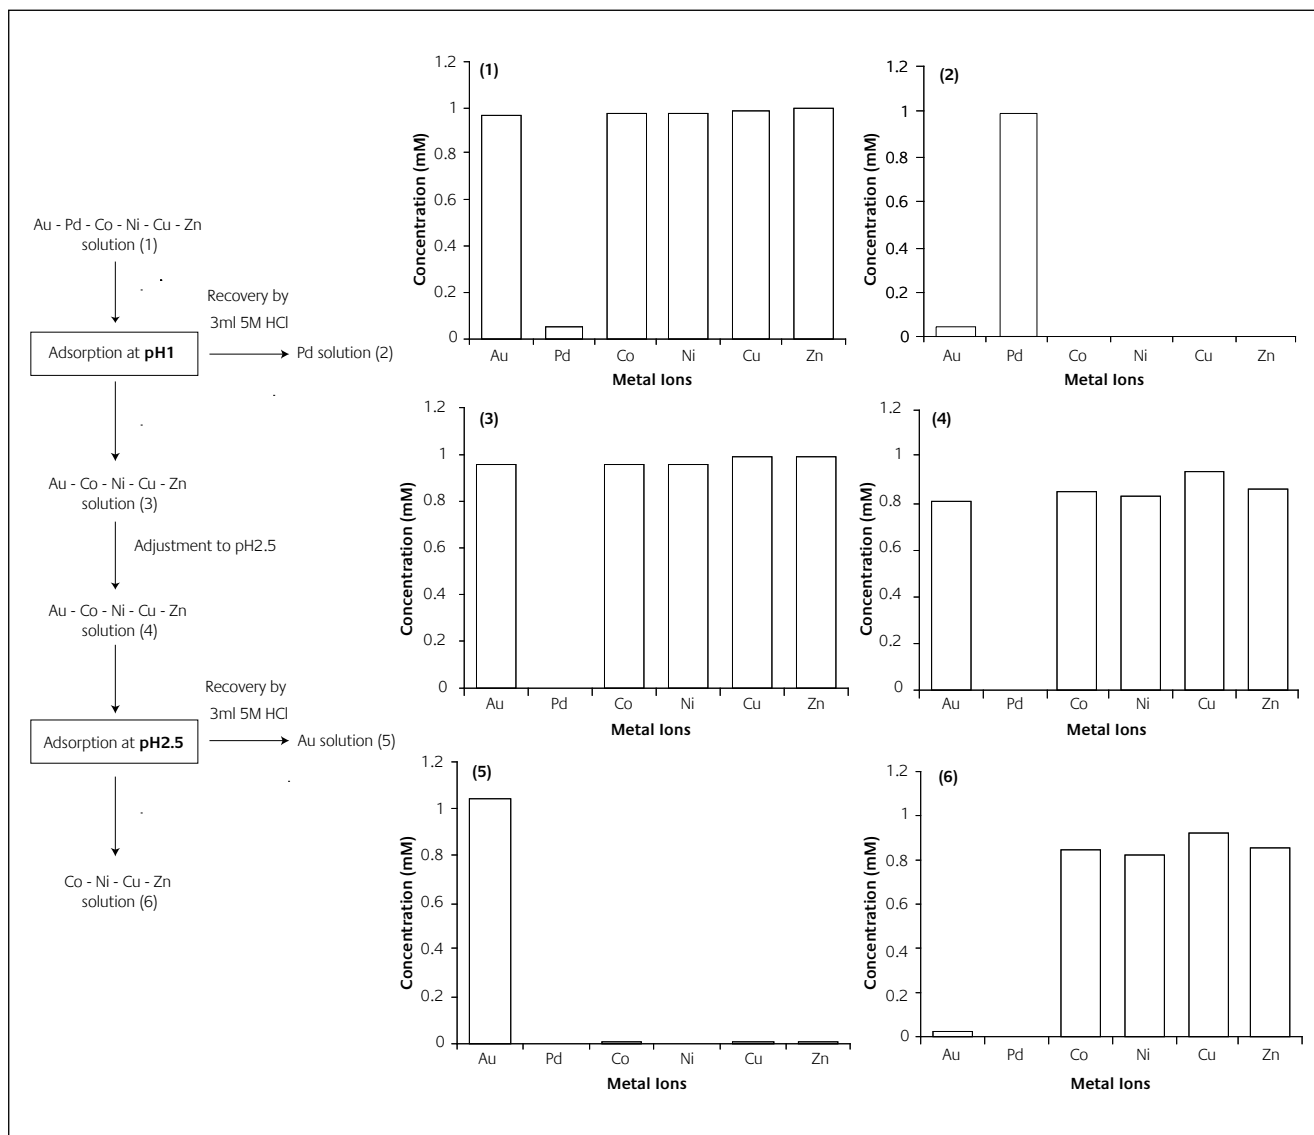 Au - Pd - Co - Ni - Cu - Zn
solution (1)
Recovery by
3ml 5M HCl
Adsorption at pH1
Pd solution (2)
Au - Co - Ni - Cu - Zn
solution (3)
Adjustment to pH2.5
Au - Co - Ni - Cu - Zn
solution (4)
Recovery by
3ml 5M HCl
Adsorption at pH2.5
Au solution (5)
Co - Ni - Cu - Zn
solution (6)
(1)
Concentration (mM)
1.2
1
0.8
0.6
0.4
0.2
0
Au Pd Co Ni Cu Zn
Metal Ions
(2)
Concentration (mM)
1.2
1
0.8
0.6
0.4
0.2
0
Au Pd Co Ni Cu Zn
Metal Ions
(3)
Concentration (mM)
1.2
1
0.8
0.6
0.4
0.2
0
Au Pd Co Ni Cu Zn
Metal Ions
(4)
Concentration (mM)
1.2
1
0.8
0.6
0.4
0.2
0
Au Pd Co Ni Cu Zn
Metal Ions
(5)
Concentration (mM)
1.2
1
0.8
0.6
0.4
0.2
0
Au Pd Co Ni Cu Zn
Metal Ions
(6)
Concentration (mM)
1.2
1
0.8
0.6
0.4
0.2
0
Au Pd Co Ni Cu Zn
Metal Ions